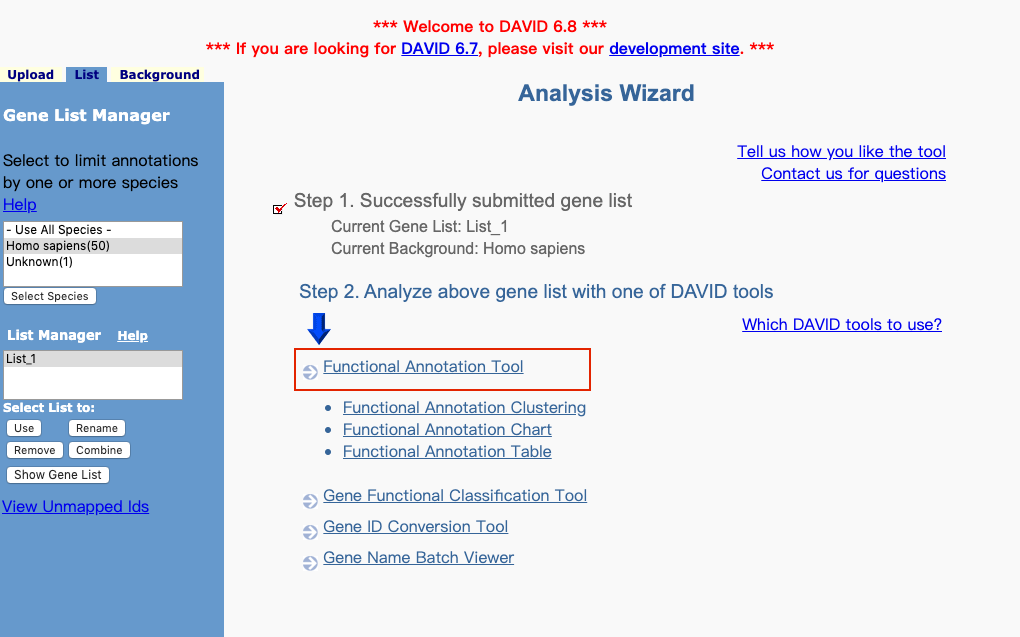 *** Welcome to DAVID 6.8 ***
*** If you are looking for DAVID 6.7, please visit our development site. ***
Upload List Background
Analysis Wizard
Gene List Manager
Select to limit annotations
by one or more species
Help
- Use All Species -
Homo sapiens(50)
Unknown(1)
Select Species
List Manager Help
List_1
Select List to:
Use Rename
Remove Combine
Show Gene List
View Unmapped Ids
Tell us how you like the tool
Contact us for questions
Step 1. Successfully submitted gene list
Current Gene List: List_1
Current Background: Homo sapiens
Step 2. Analyze above gene list with one of DAVID tools
Which DAVID tools to use?
Functional Annotation Tool
• Functional Annotation Clustering
• Functional Annotation Chart
• Functional Annotation Table
Gene Functional Classification Tool
Gene ID Conversion Tool
Gene Name Batch Viewer